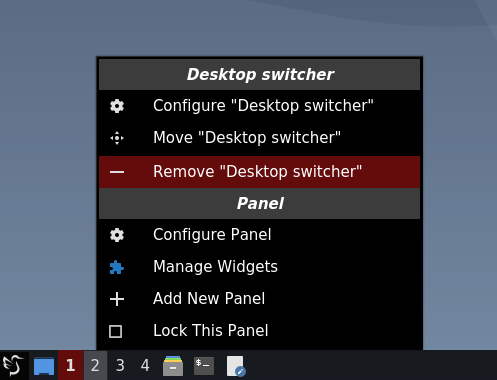 Desktop switcher
Configure "Desktop switcher"
Move "Desktop switcher"
Remove "Desktop switcher"
Panel
Configure Panel
Manage Widgets
Add New Panel
Lock This Panel
1 2 3 4 $-